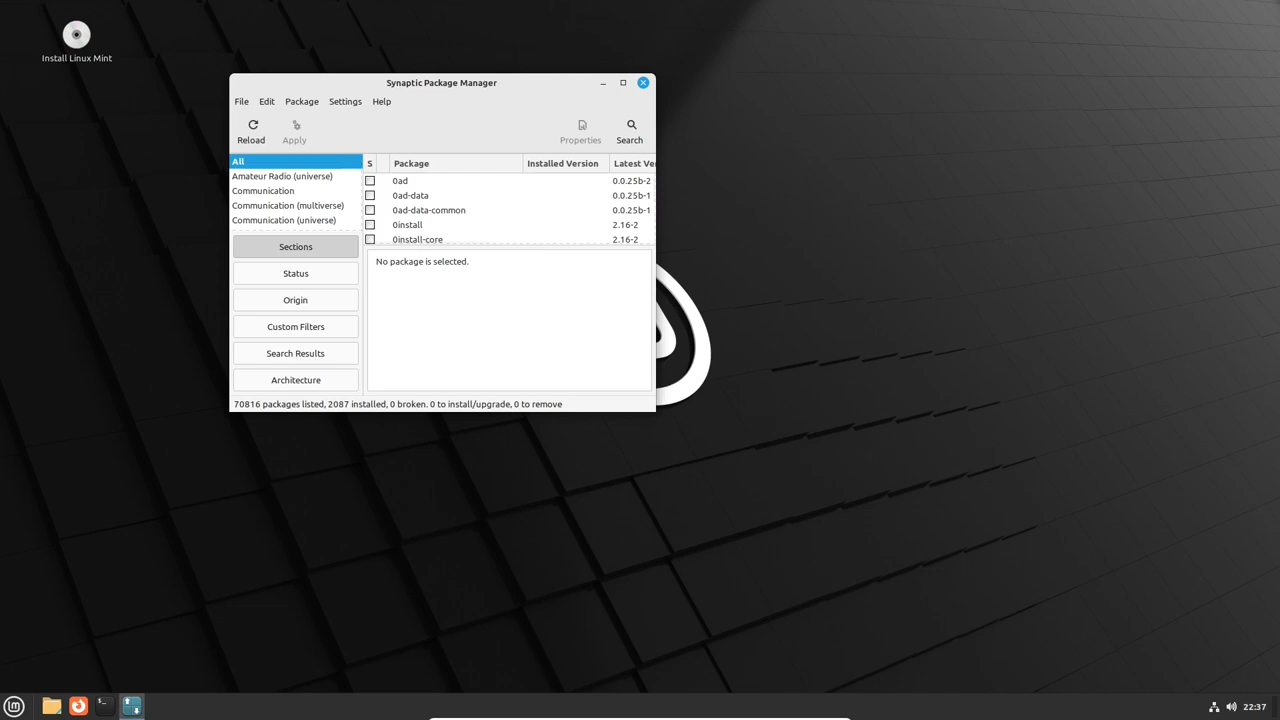 Install Linux Mint
Synaptic Package Manager
File Edit Package Settings Help
Reload Apply Properties Search
All
Amateur Radio (universe)
Communication
Communication (multiverse)
Communication (universe)
Sections
Status
Origin
Custom Filters
Search Results
Architecture
S Package Installed Version Latest Ve
0ad 0.0.25b-2
0ad-data 0.0.25b-1
0ad-data-common 0.0.25b-1
0install 2.16-2
0install-core 2.16-2
No package is selected.
70816 packages listed, 2087 installed, 0 broken. 0 to install/upgrade, 0 to remove
22:37